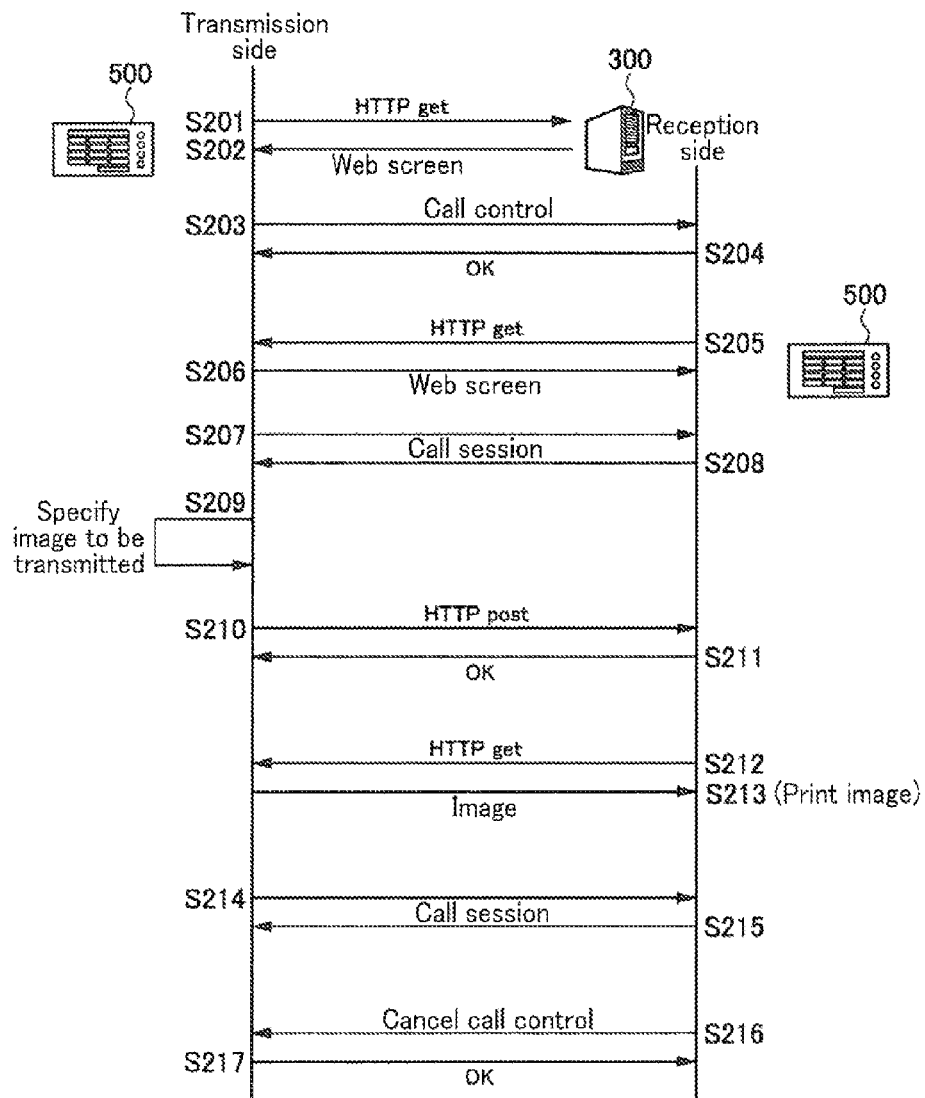 Transmission
side
500
300
S201
HTTP get
Reception
side
S202
Web screen
S203
Call control
S204
OK
500
HTTP get
S205
S206
Web screen
S207
Call session
S208
S209
Specify
image to be
transmitted
S210
HTTP post
S211
OK
HTTP get
S212
S213 (Print image)
Image
S214
Call session
S215
Cancel call control
S216
S217
OK